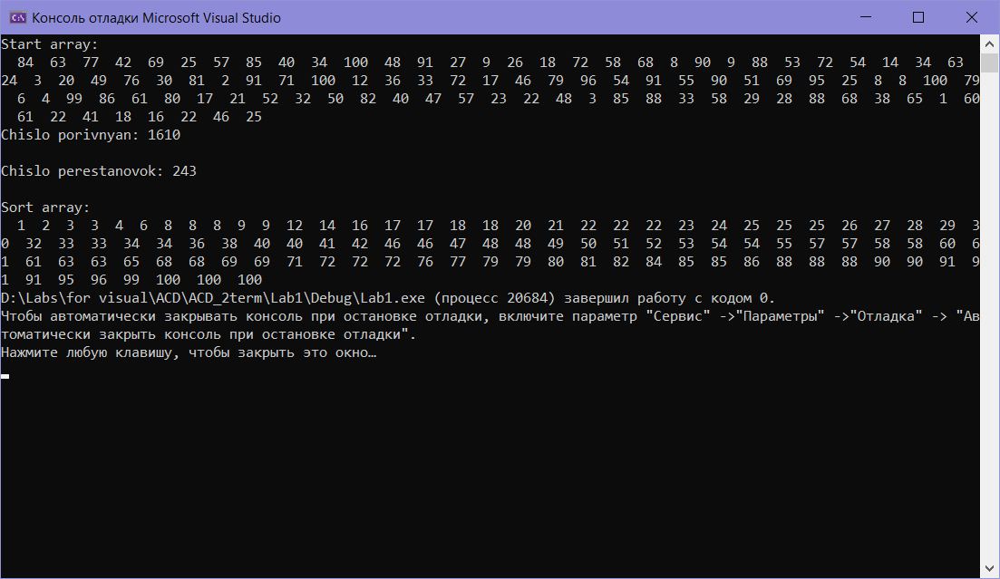 Консоль отладки Microsoft Visual Studio
Start array:
84 63 77 42 69 25 57 85 40 34 100 48 91 27 9 26 18 72 58 68 8 90 9 88 53 72 54 14 34 63
24 3 20 49 76 30 81 2 91 71 100 12 36 33 72 17 46 79 96 54 91 55 90 51 69 95 25 8 8 100 79
6 4 99 86 61 80 17 21 52 32 50 82 40 47 57 23 22 48 3 85 88 33 58 29 28 88 68 38 65 1 60
61 22 41 18 16 22 46 25
Chislo porivnyan: 1610
Chislo perestanovok: 243
Sort array:
1 2 3 3 4 6 8 8 8 9 9 12 14 16 17 17 18 18 20 21 22 22 22 23 24 25 25 25 26 27 28 29 3
0 32 33 33 34 34 36 38 40 40 41 42 46 46 47 48 48 49 50 51 52 53 54 54 55 57 57 58 58 60 6
1 61 63 63 65 68 68 69 69 71 72 72 72 76 77 79 79 80 81 82 84 85 85 86 88 88 88 90 90 91 9
1 91 95 96 99 100 100 100
D:\Labs\for visual\ACD\ACD_2term\Lab1\Debug\Lab1.exe (процесс 20684) завершил работу с кодом 0.
Чтобы автоматически закрывать консоль при остановке отладки, включите параметр "Сервис" ->"Параметры" ->"Отладка" -> "Ав
томатически закрыть консоль при остановке отладки".
Нажмите любую клавишу, чтобы закрыть это окно…